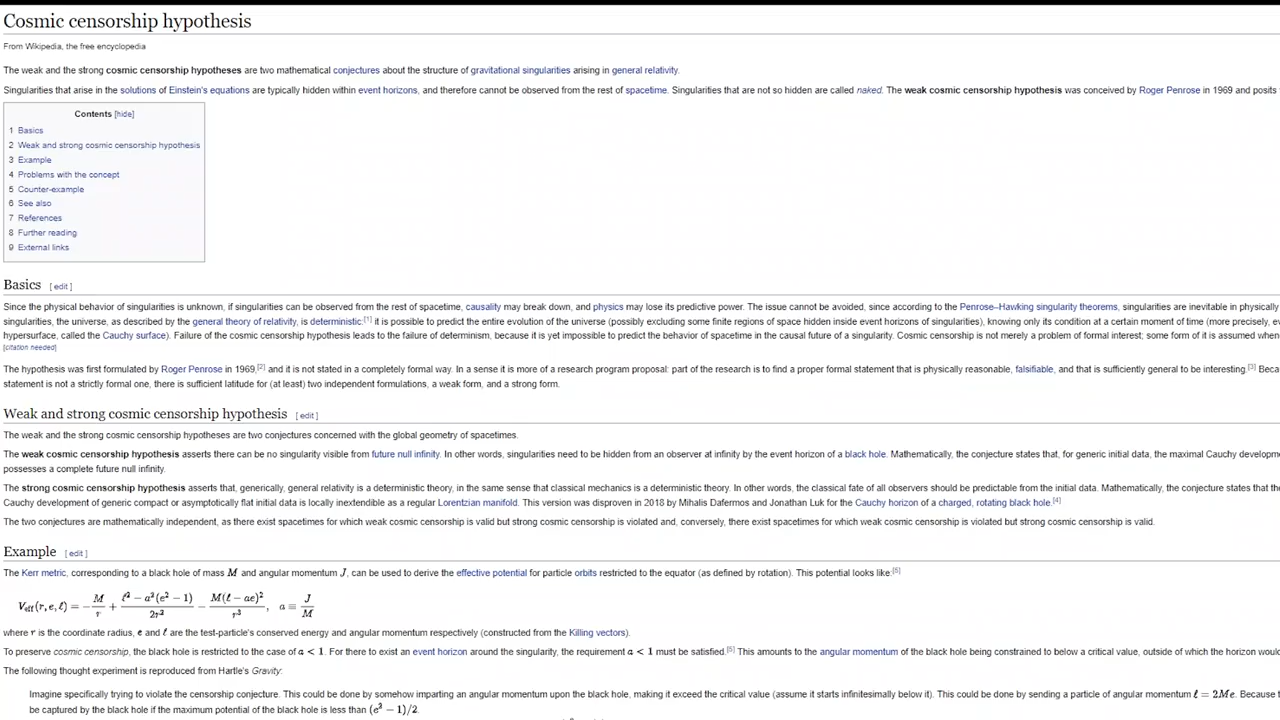 Cosmic censorship hypothesis
From Wikipedia, the free encyclopedia
The weak and the strong cosmic censorship hypotheses are two mathematical conjectures about the structure of gravitational singularities arising in general relativity.
Singularities that arise in the solutions of Einstein's equations are typically hidden within event horizons, and therefore cannot be observed from the rest of spacetime. Singularities that are not so hidden are called naked. The weak cosmic censorship hypothesis was conceived by Roger Penrose in 1969 and posits
Contents [hide]
1 Basics
2 Weak and strong cosmic censorship hypothesis
3 Example
4 Problems with the concept
5 Counter-example
6 See also
7 References
8 Further reading
9 External links
Basics [ edit ]
Since the physical behavior of singularities is unknown, if singularities can be observed from the rest of spacetime, causality may break down, and physics may lose its predictive power. The issue cannot be avoided, since according to the Penrose–Hawking singularity theorems, singularities are inevitable in physically
singularities, the universe, as described by the general theory of relativity, is deterministic:[1] it is possible to predict the entire evolution of the universe (possibly excluding some finite regions of space hidden inside event horizons of singularities), knowing only its condition at a certain moment of time (more precisely, ev
hypersurface, called the Cauchy surface). Failure of the cosmic censorship hypothesis leads to the failure of determinism, because it is yet impossible to predict the behavior of spacetime in the causal future of a singularity. Cosmic censorship is not merely a problem of formal interest; some form of it is assumed when
[citation needed]
The hypothesis was first formulated by Roger Penrose in 1969,[2] and it is not stated in a completely formal way. In a sense it is more of a research program proposal: part of the research is to find a proper formal statement that is physically reasonable, falsifiable, and that is sufficiently general to be interesting.[3] Beca
statement is not a strictly formal one, there is sufficient latitude for (at least) two independent formulations, a weak form, and a strong form.
Weak and strong cosmic censorship hypothesis [ edit ]
The weak and the strong cosmic censorship hypotheses are two conjectures concerned with the global geometry of spacetimes.
The weak cosmic censorship hypothesis asserts there can be no singularity visible from future null infinity. In other words, singularities need to be hidden from an observer at infinity by the event horizon of a black hole. Mathematically, the conjecture states that, for generic initial data, the maximal Cauchy developm
possesses a complete future null infinity.
The strong cosmic censorship hypothesis asserts that, generically, general relativity is a deterministic theory, in the same sense that classical mechanics is a deterministic theory. In other words, the classical fate of all observers should be predictable from the initial data. Mathematically, the conjecture states that the
Cauchy development of generic compact or asymptotically flat initial data is locally inextendible as a regular Lorentzian manifold. This version was disproven in 2018 by Mihalis Dafermos and Jonathan Luk for the Cauchy horizon of a charged, rotating black hole.[4]
The two conjectures are mathematically independent, as there exist spacetimes for which weak cosmic censorship is valid but strong cosmic censorship is violated and, conversely, there exist spacetimes for which weak cosmic censorship is violated but strong cosmic censorship is valid.
Example [ edit ]
The Kerr metric, corresponding to a black hole of mass M and angular momentum J, can be used to derive the effective potential for particle orbits restricted to the equator (as defined by rotation). This potential looks like:[5]
V_eff(r, e, ℓ) = −M/r + (ℓ² − a²(e² − 1))/2r² − M(ℓ − ae)²/r³, a ≡ J/M
where r is the coordinate radius, e and ℓ are the test-particle's conserved energy and angular momentum respectively (constructed from the Killing vectors).
To preserve cosmic censorship, the black hole is restricted to the case of a < 1. For there to exist an event horizon around the singularity, the requirement a < 1 must be satisfied.[5] This amounts to the angular momentum of the black hole being constrained to below a critical value, outside of which the horizon woul
The following thought experiment is reproduced from Hartle's Gravity:
Imagine specifically trying to violate the censorship conjecture. This could be done by somehow imparting an angular momentum upon the black hole, making it exceed the critical value (assume it starts infinitesimally below it). This could be done by sending a particle of angular momentum ℓ = 2Me. Because t
be captured by the black hole if the maximum potential of the black hole is less than (e² − 1)/2.